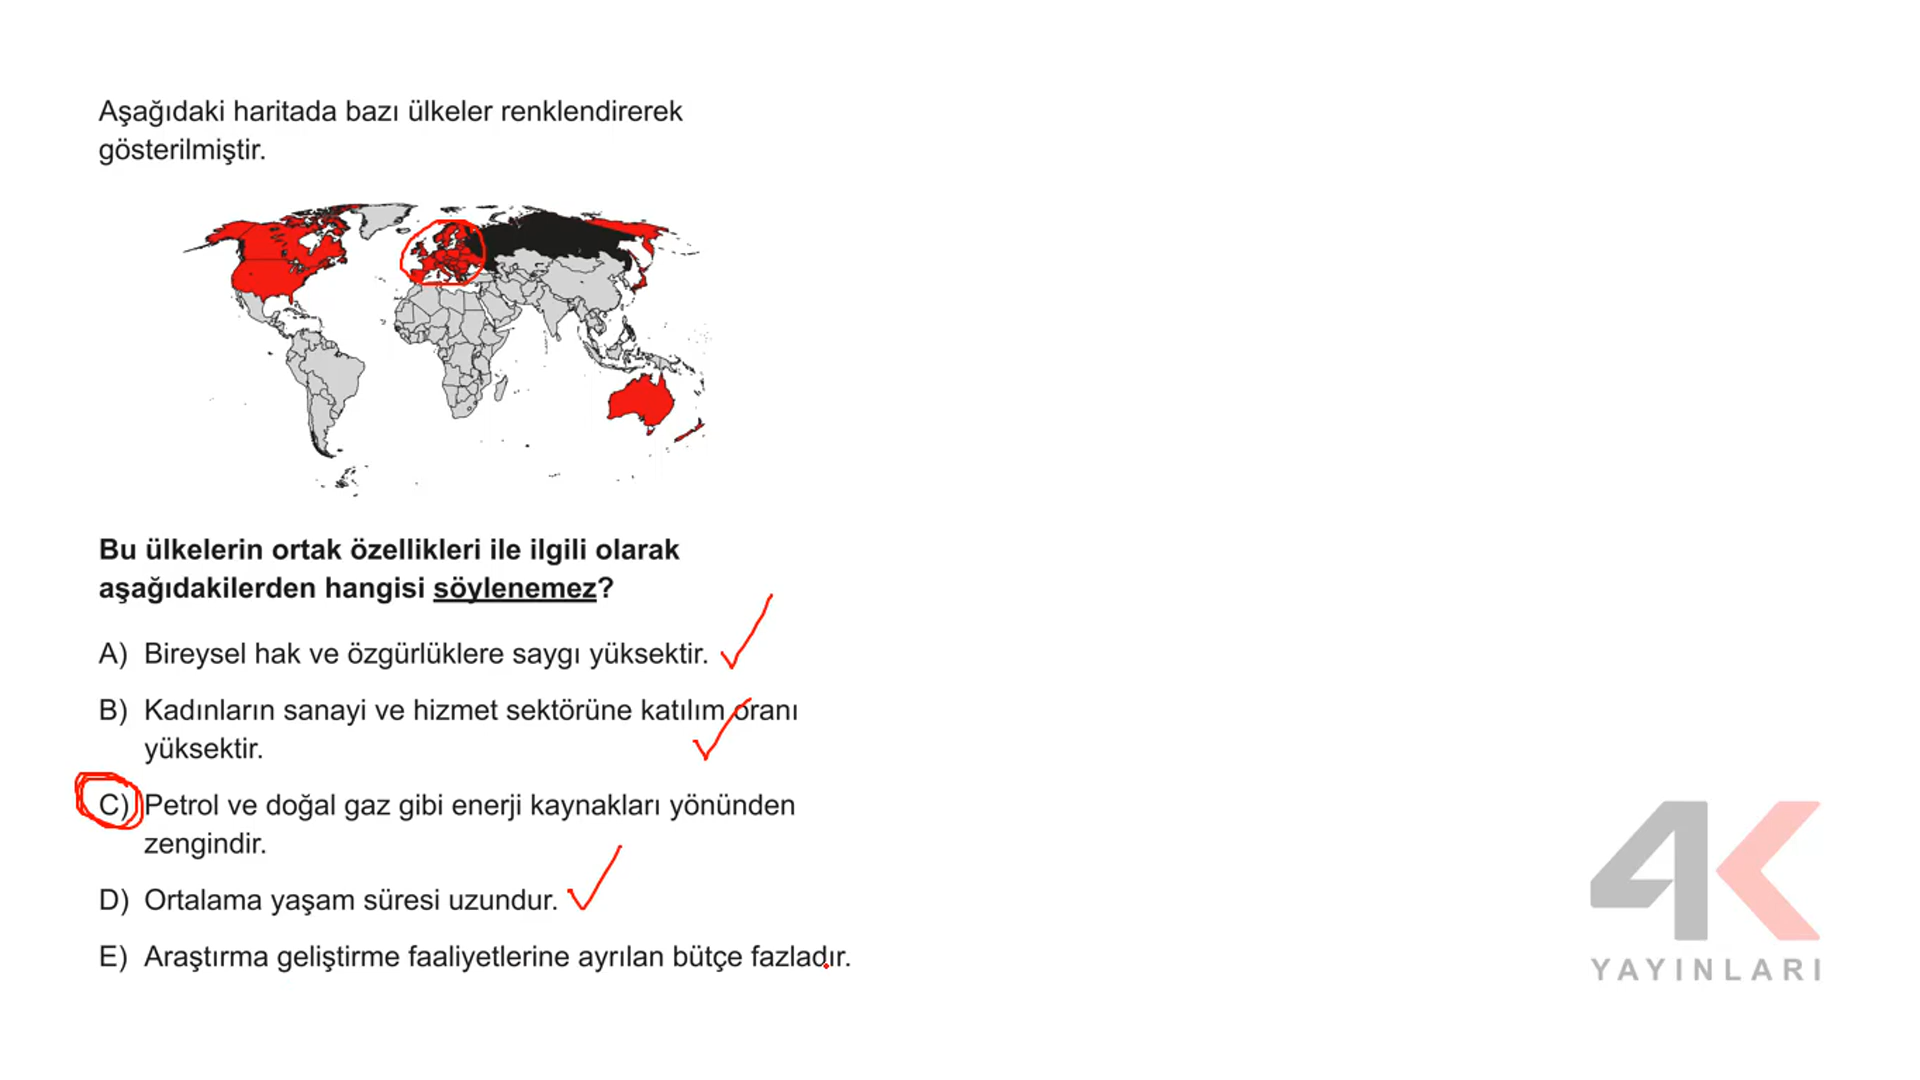 Aşağıdaki haritada bazı ülkeler renklendirerek
gösterilmiştir.
Bu ülkelerin ortak özellikleri ile ilgili olarak
aşağıdakilerden hangisi söylenemez?
A) Bireysel hak ve özgürlüklere saygı yüksektir.
B) Kadınların sanayi ve hizmet sektörüne katılım oranı
yüksektir.
C) Petrol ve doğal gaz gibi enerji kaynakları yönünden
zengindir.
D) Ortalama yaşam süresi uzundur.
E) Araştırma geliştirme faaliyetlerine ayrılan bütçe fazladır.
4K
YAYINLARI